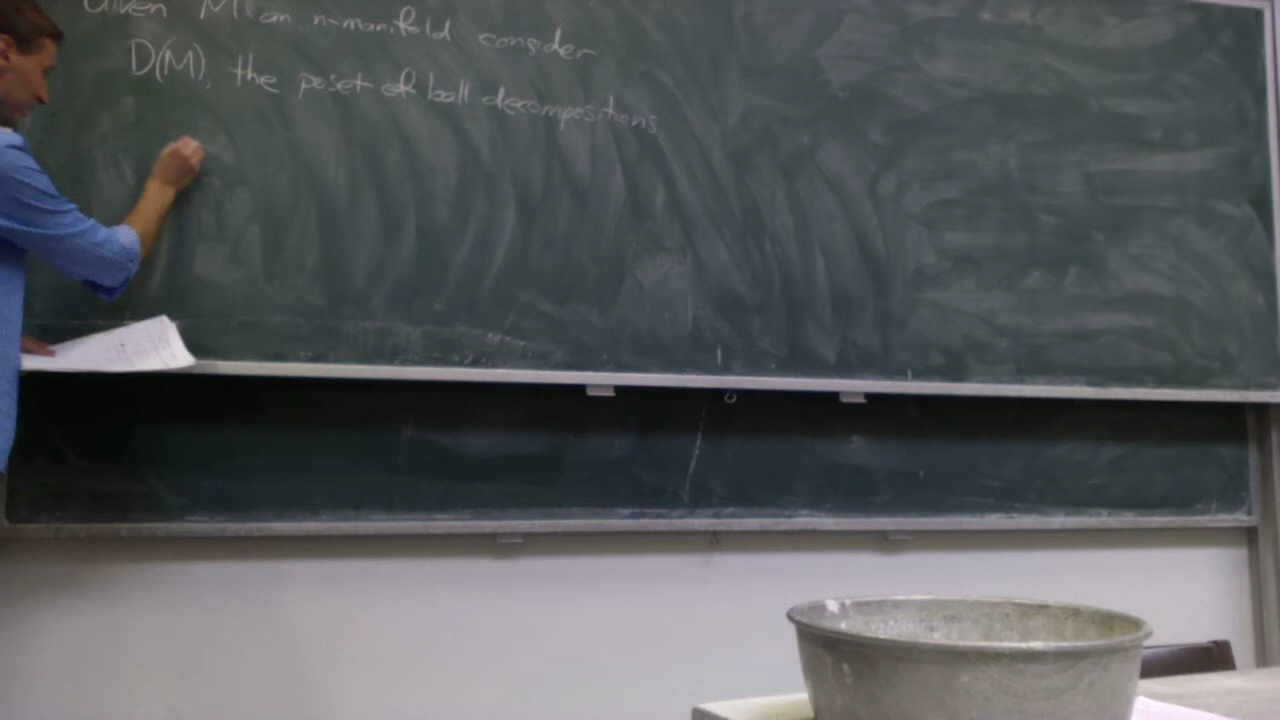 Given M an n-manifold consider
D(M), the poset of ball decompositions